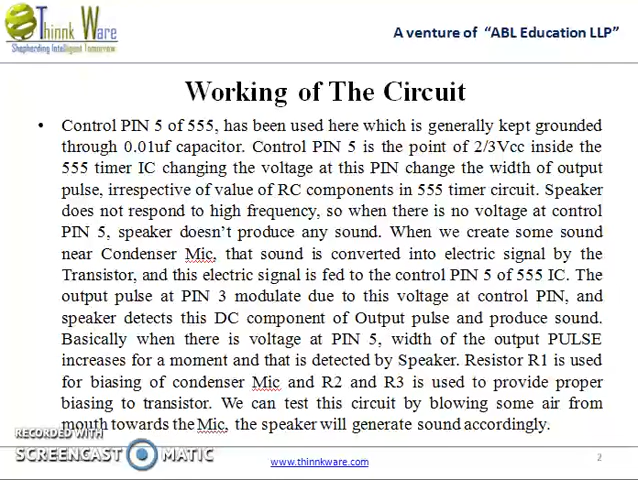 Thinnk Ware
Shepherding Intelligent Tomorrow
A venture of "ABL Education LLP"
Working of The Circuit
• Control PIN 5 of 555, has been used here which is generally kept grounded
through 0.01uf capacitor. Control PIN 5 is the point of 2/3Vcc inside the
555 timer IC changing the voltage at this PIN change the width of output
pulse, irrespective of value of RC components in 555 timer circuit. Speaker
does not respond to high frequency, so when there is no voltage at control
PIN 5, speaker doesn't produce any sound. When we create some sound
near Condenser Mic, that sound is converted into electric signal by the
Transistor, and this electric signal is fed to the control PIN 5 of 555 IC. The
output pulse at PIN 3 modulate due to this voltage at control PIN, and
speaker detects this DC component of Output pulse and produce sound.
Basically when there is voltage at PIN 5, width of the output PULSE
increases for a moment and that is detected by Speaker. Resistor R1 is used
for biasing of condenser Mic and R2 and R3 is used to provide proper
biasing to transistor. We can test this circuit by blowing some air from
mouth towards the Mic, the speaker will generate sound accordingly.
RECORDED WITH
SCREENCAST MATIC
www.thinnkware.com
2